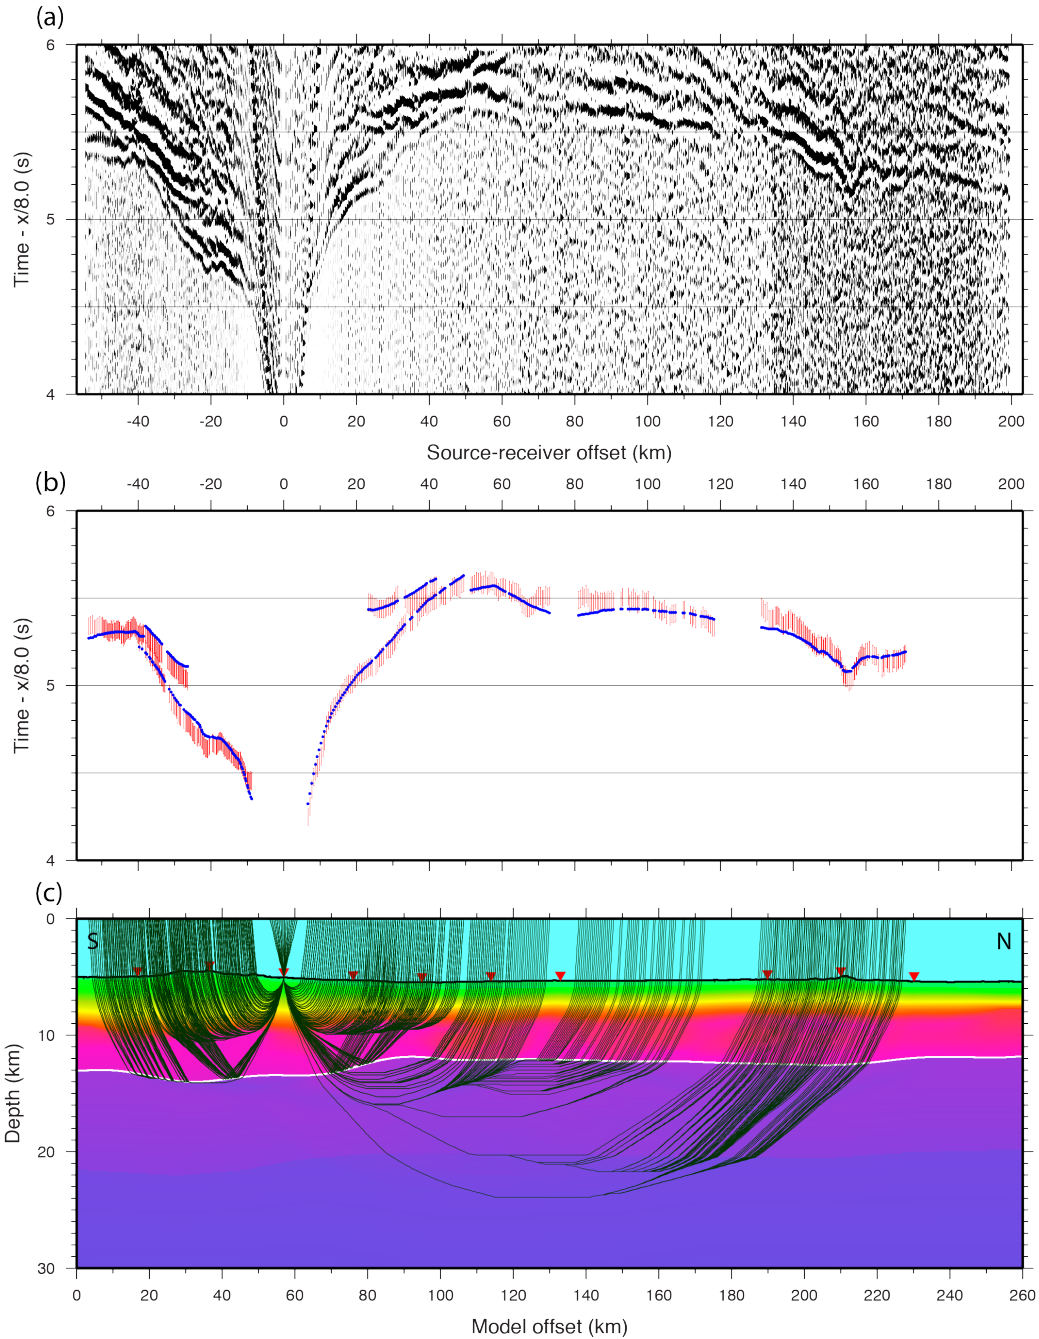 (a)
6
5
4
Time - x/8.0 (s)
-40 -20 0 20 40 60 80 100 120 140 160 180 200
Source-receiver offset (km)
(b)
-40 -20 0 20 40 60 80 100 120 140 160 180 200
6
5
4
Time - x/8.0 (s)
(c)
0
10
20
30
Depth (km)
S N
0 20 40 60 80 100 120 140 160 180 200 220 240 260
Model offset (km)